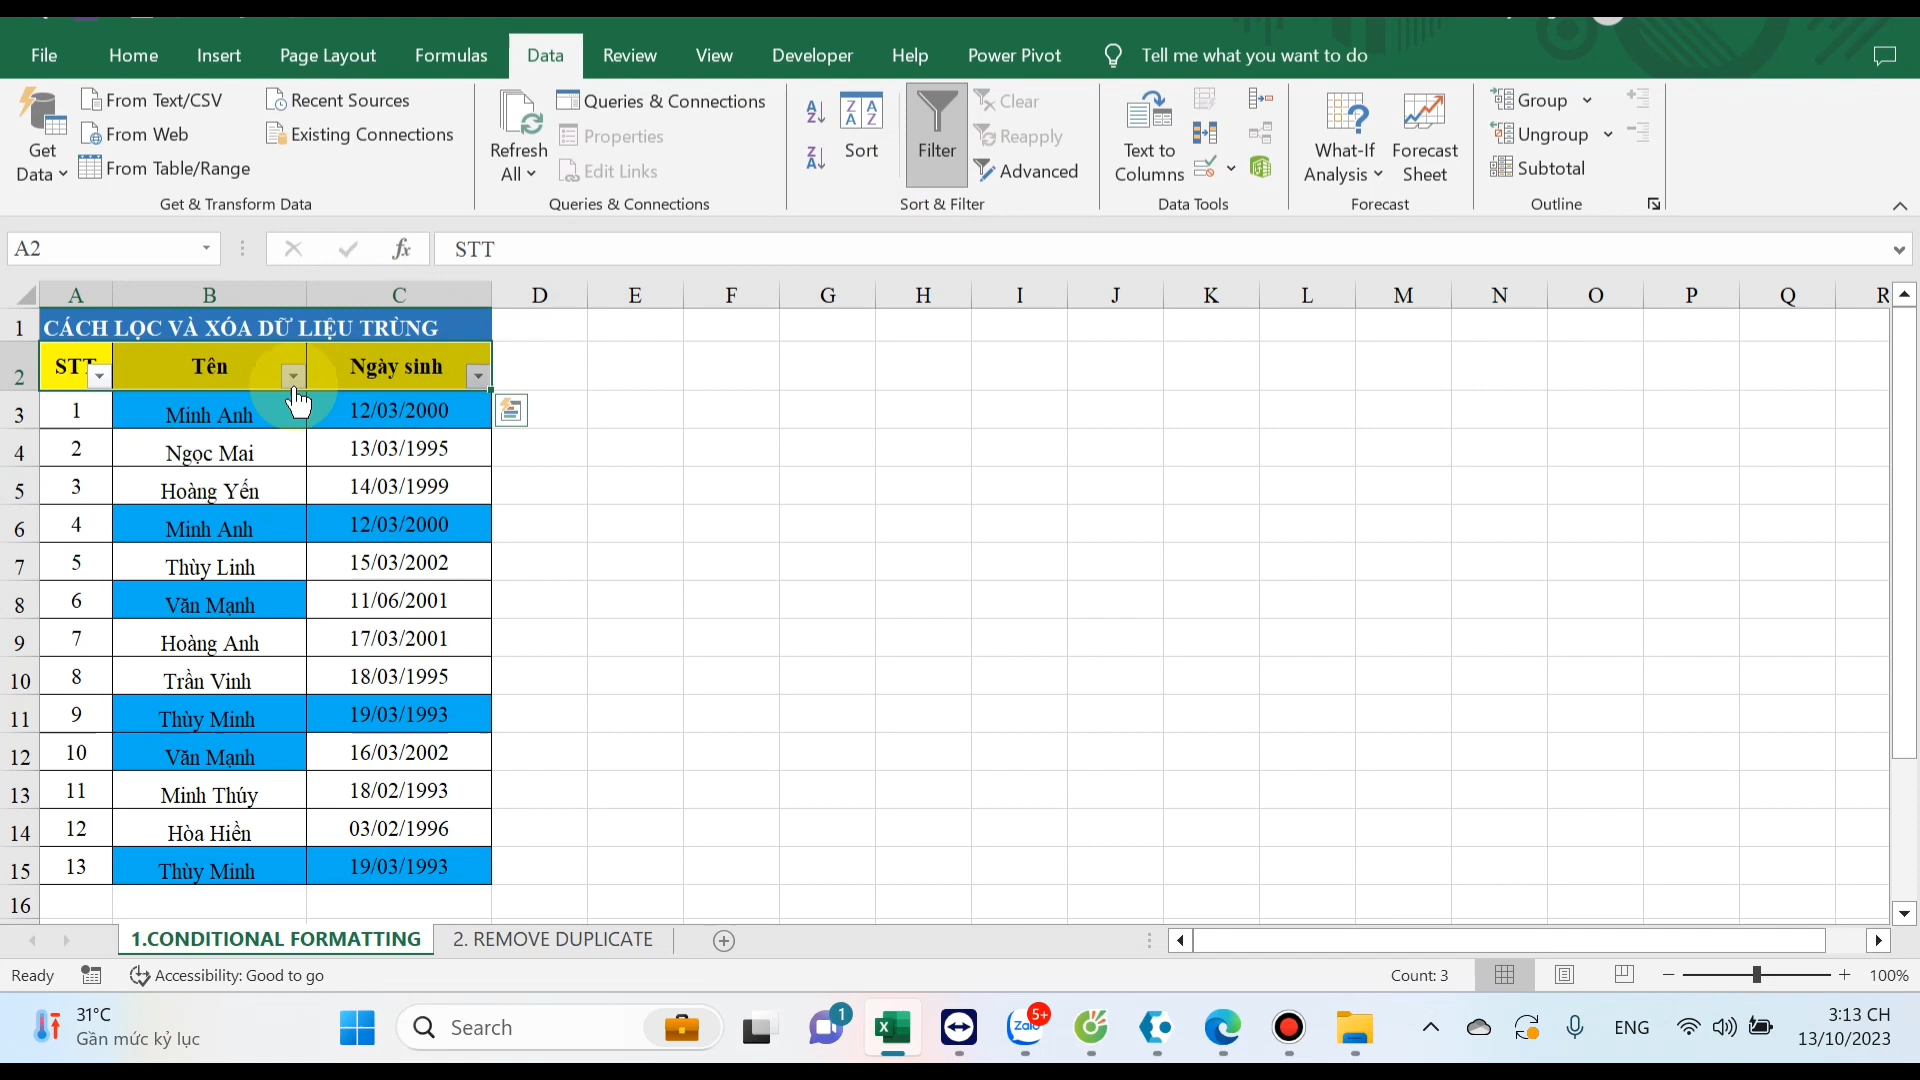 File Home Insert Page Layout Formulas Data Review View Developer Help Power Pivot Tell me what you want to do
Get Data
From Text/CSV
From Web
From Table/Range
Recent Sources
Existing Connections
Get & Transform Data
Refresh All
Queries & Connections
Properties
Edit Links
Queries & Connections
Sort
Filter
Clear
Reapply
Advanced
Sort & Filter
Text to Columns
Data Tools
What-If Analysis
Forecast Sheet
Forecast
Group
Ungroup
Subtotal
Outline
A2 fx STT
A B C D E F G H I J K L M N O P Q R
1 CÁCH LỌC VÀ XÓA DỮ LIỆU TRÙNG
2 STT Tên Ngày sinh
3 1 Minh Anh 12/03/2000
4 2 Ngọc Mai 13/03/1995
5 3 Hoàng Yến 14/03/1999
6 4 Minh Anh 12/03/2000
7 5 Thùy Linh 15/03/2002
8 6 Văn Mạnh 11/06/2001
9 7 Hoàng Anh 17/03/2001
10 8 Trần Vinh 18/03/1995
11 9 Thùy Minh 19/03/1993
12 10 Văn Mạnh 16/03/2002
13 11 Minh Thúy 18/02/1993
14 12 Hòa Hiền 03/02/1996
15 13 Thùy Minh 19/03/1993
16
1.CONDITIONAL FORMATTING 2. REMOVE DUPLICATE
Ready Accessibility: Good to go Count: 3 100%
31°C
Gần mức kỷ lục
Search
1
Zalo 5+
ENG
3:13 CH
13/10/2023